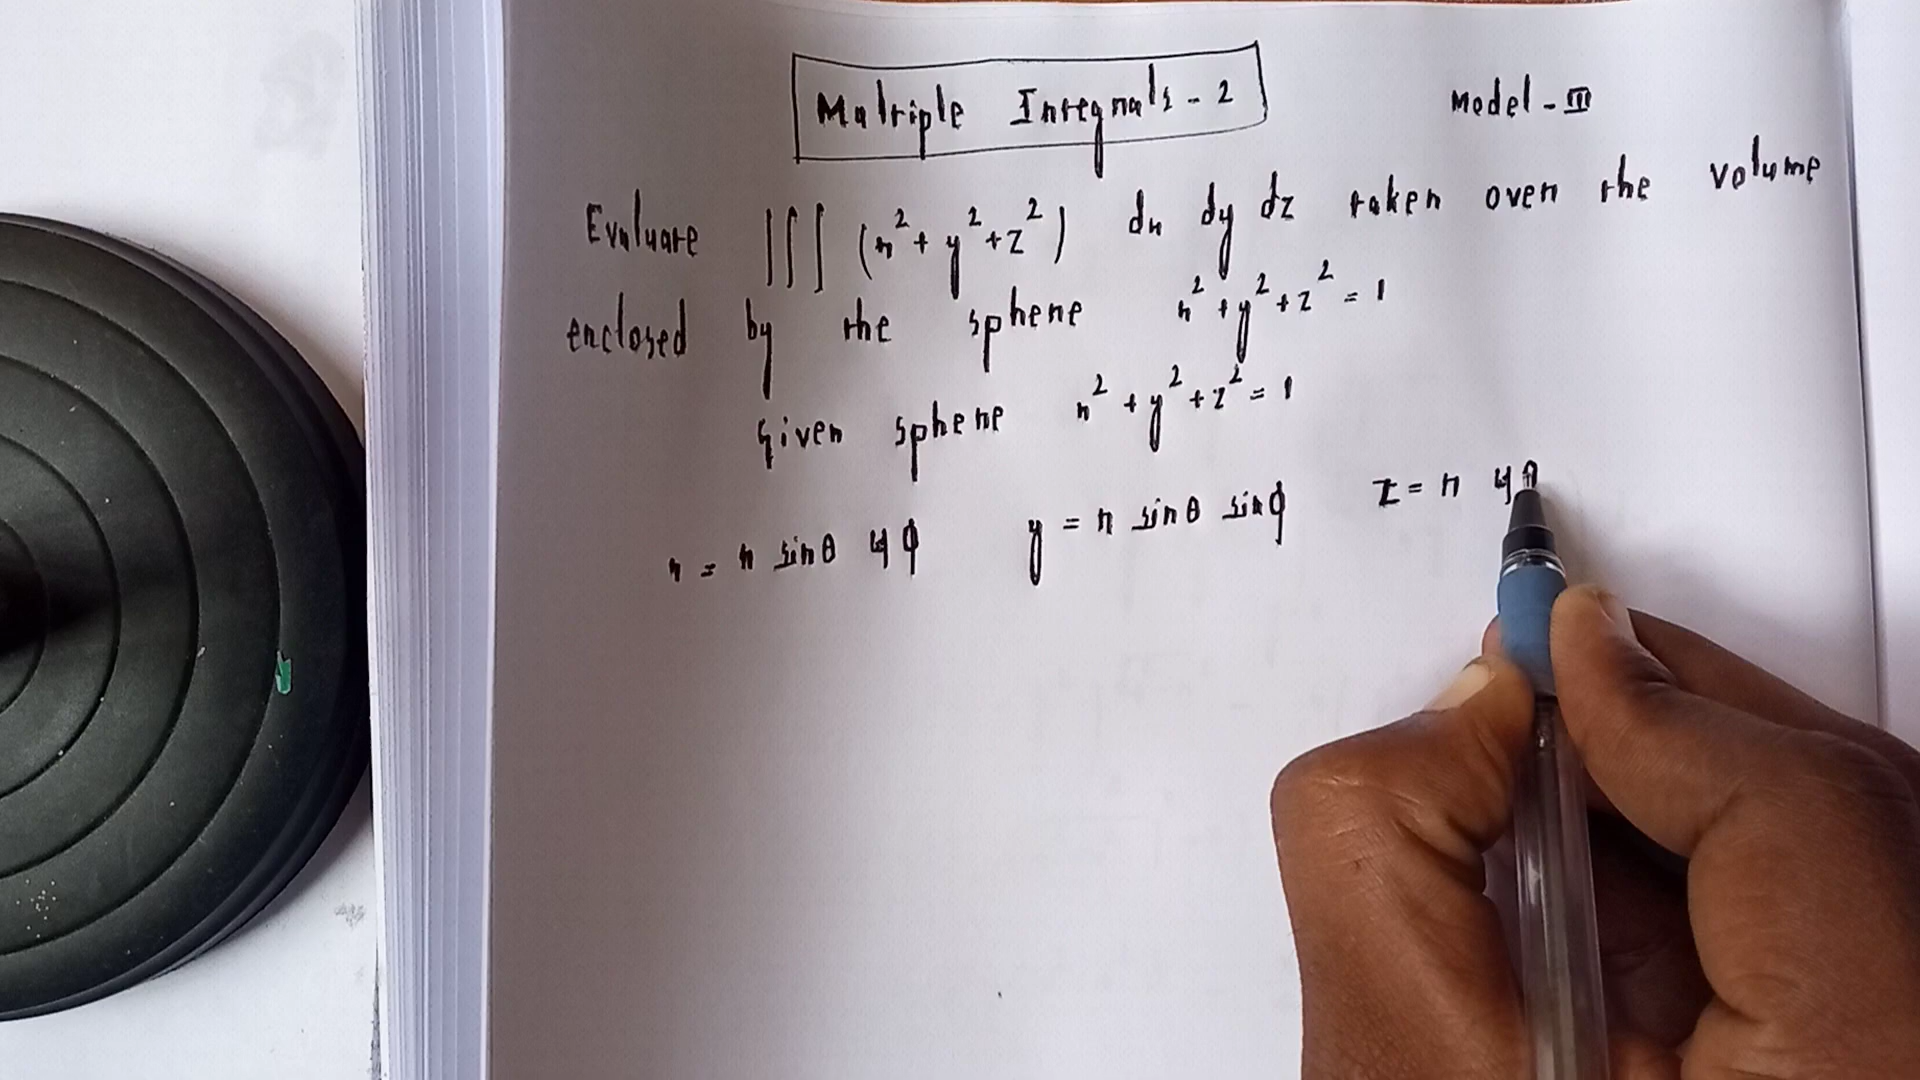 Multiple Integrals - 2
Model - III
Evaluate ∭ (x² + y² + z²) dx dy dz taken over the volume
enclosed by the sphere x² + y² + z² = 1
Given sphere x² + y² + z² = 1
x = r sinθ cosφ y = r sinθ sinφ z = r cosθ